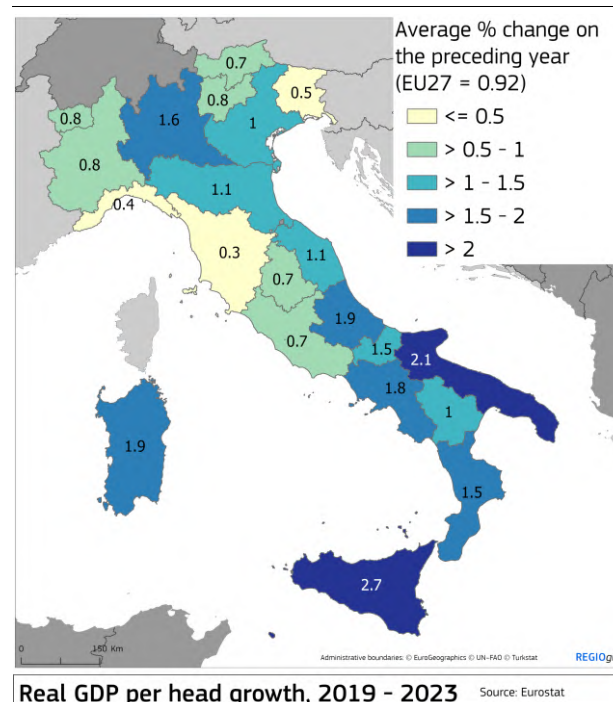 Average % change on
the preceding year
(EU27 = 0.92)
<= 0.5
> 0.5 - 1
> 1 - 1.5
> 1.5 - 2
> 2
0.7
0.8
0.5
0.8
1.6
1
0.8
1.1
0.4
0.3
1.1
0.7
0.7
1.9
1.5
2.1
1.8
1
1.9
1.5
2.7
0 150 Km
Administrative boundaries: © EuroGeographics © UN-FAO © Turkstat
REGIOg
Real GDP per head growth, 2019 - 2023 Source: Eurostat